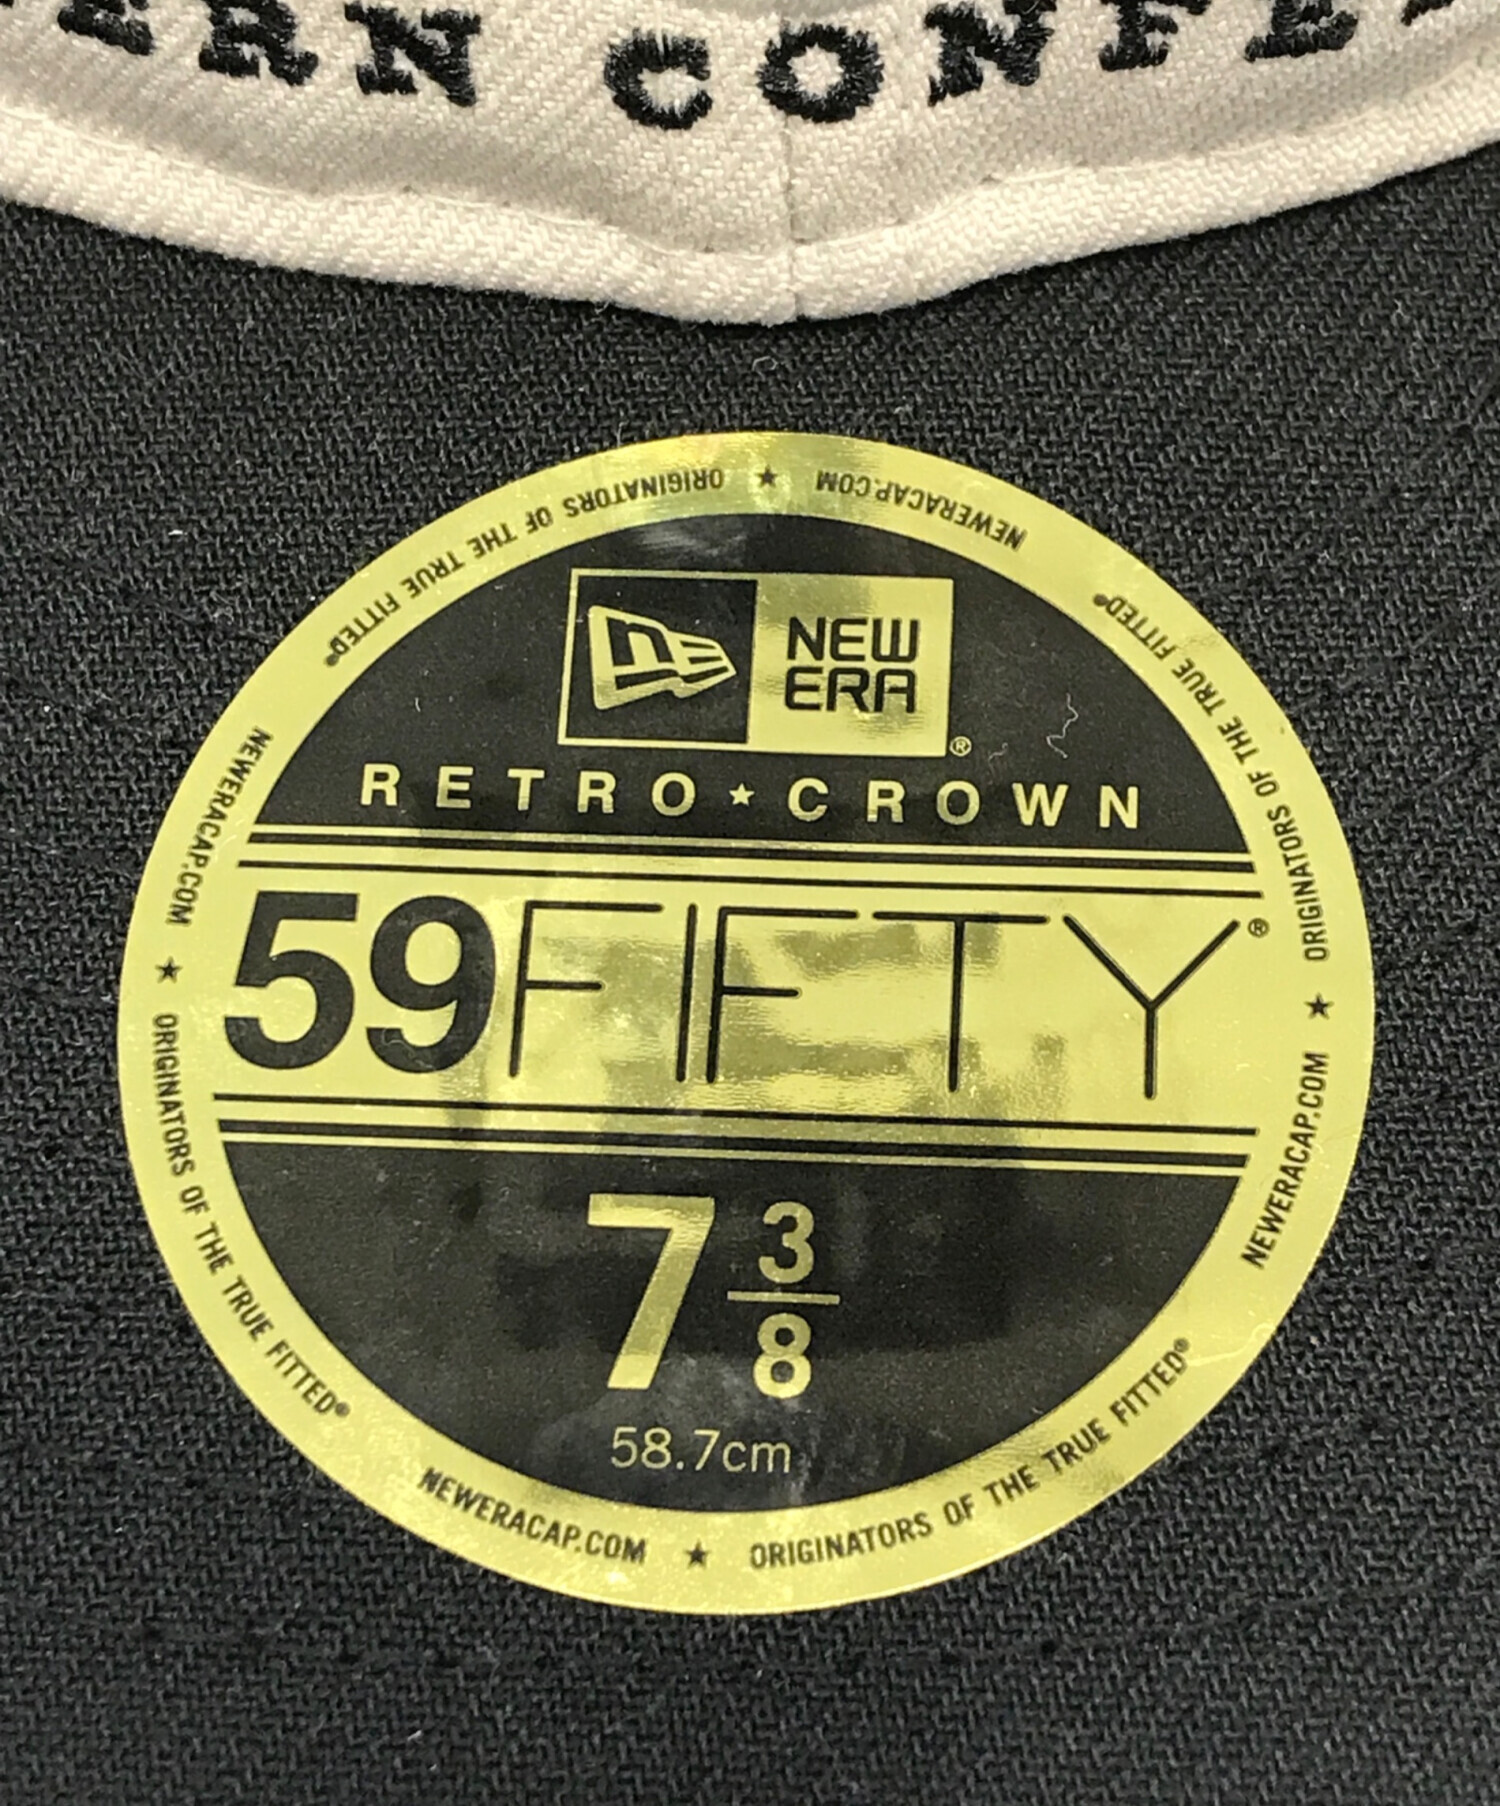 ERN CONFE
NEW
ERA®
RETRO★CROWN
59FIFTY®
7 3/8
58.7cm
NEWERACAP.COM ★ ORIGINATORS OF THE TRUE FITTED®
NEWERACAP.COM ★ ORIGINATORS OF THE TRUE FITTED®
NEWERACAP.COM ★ ORIGINATORS OF THE TRUE FITTED®
NEWERACAP.COM ★ ORIGINATORS OF THE TRUE FITTED®